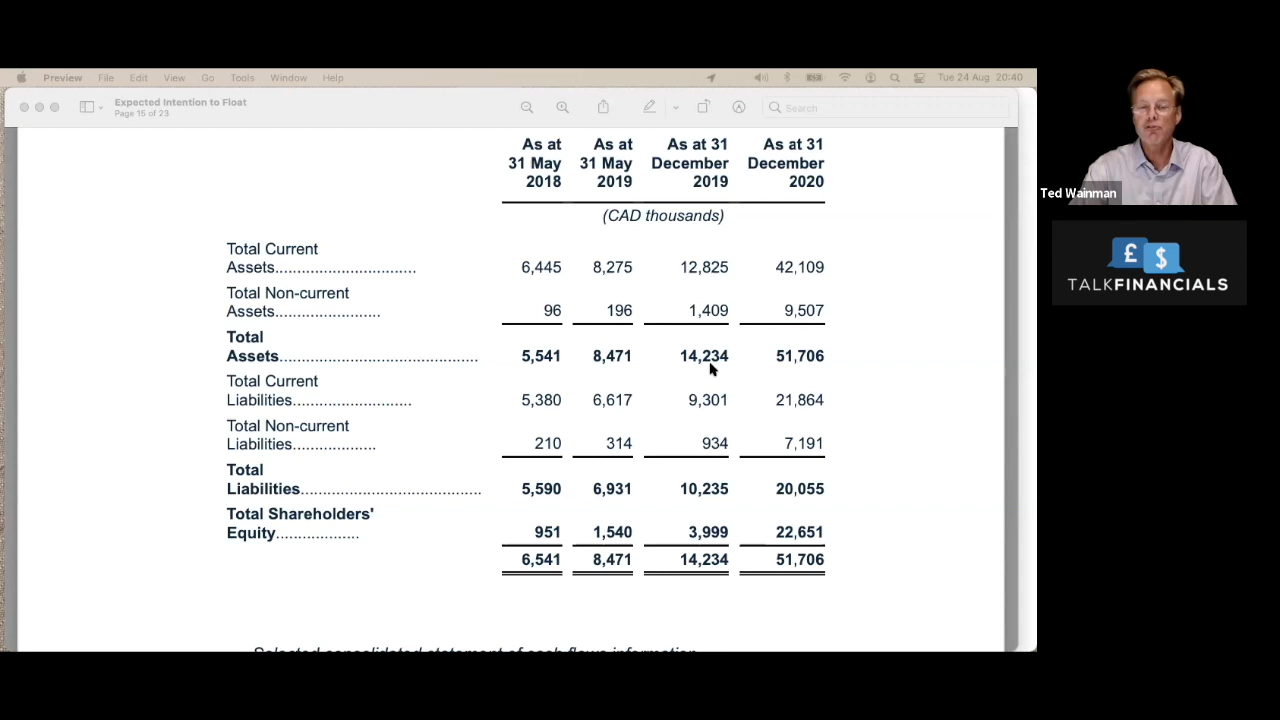 Preview File Edit View Go Tools Window Help Tue 24 Aug 20:40
Expected Intention to Float
Page 15 of 23
Search
As at 31 May 2018 As at 31 May 2019 As at 31 December 2019 As at 31 December 2020
(CAD thousands)
Total Current
Assets................................ 6,445 8,275 12,825 42,109
Total Non-current
Assets........................ 96 196 1,409 9,507
Total
Assets............................................. 5,541 8,471 14,234 51,706
Total Current
Liabilities........................... 5,380 6,617 9,301 21,864
Total Non-current
Liabilities................... 210 314 934 7,191
Total
Liabilities......................................... 5,590 6,931 10,235 20,055
Total Shareholders'
Equity................... 951 1,540 3,999 22,651
6,541 8,471 14,234 51,706
Ted Wainman
£ $
TALKFINANCIALS